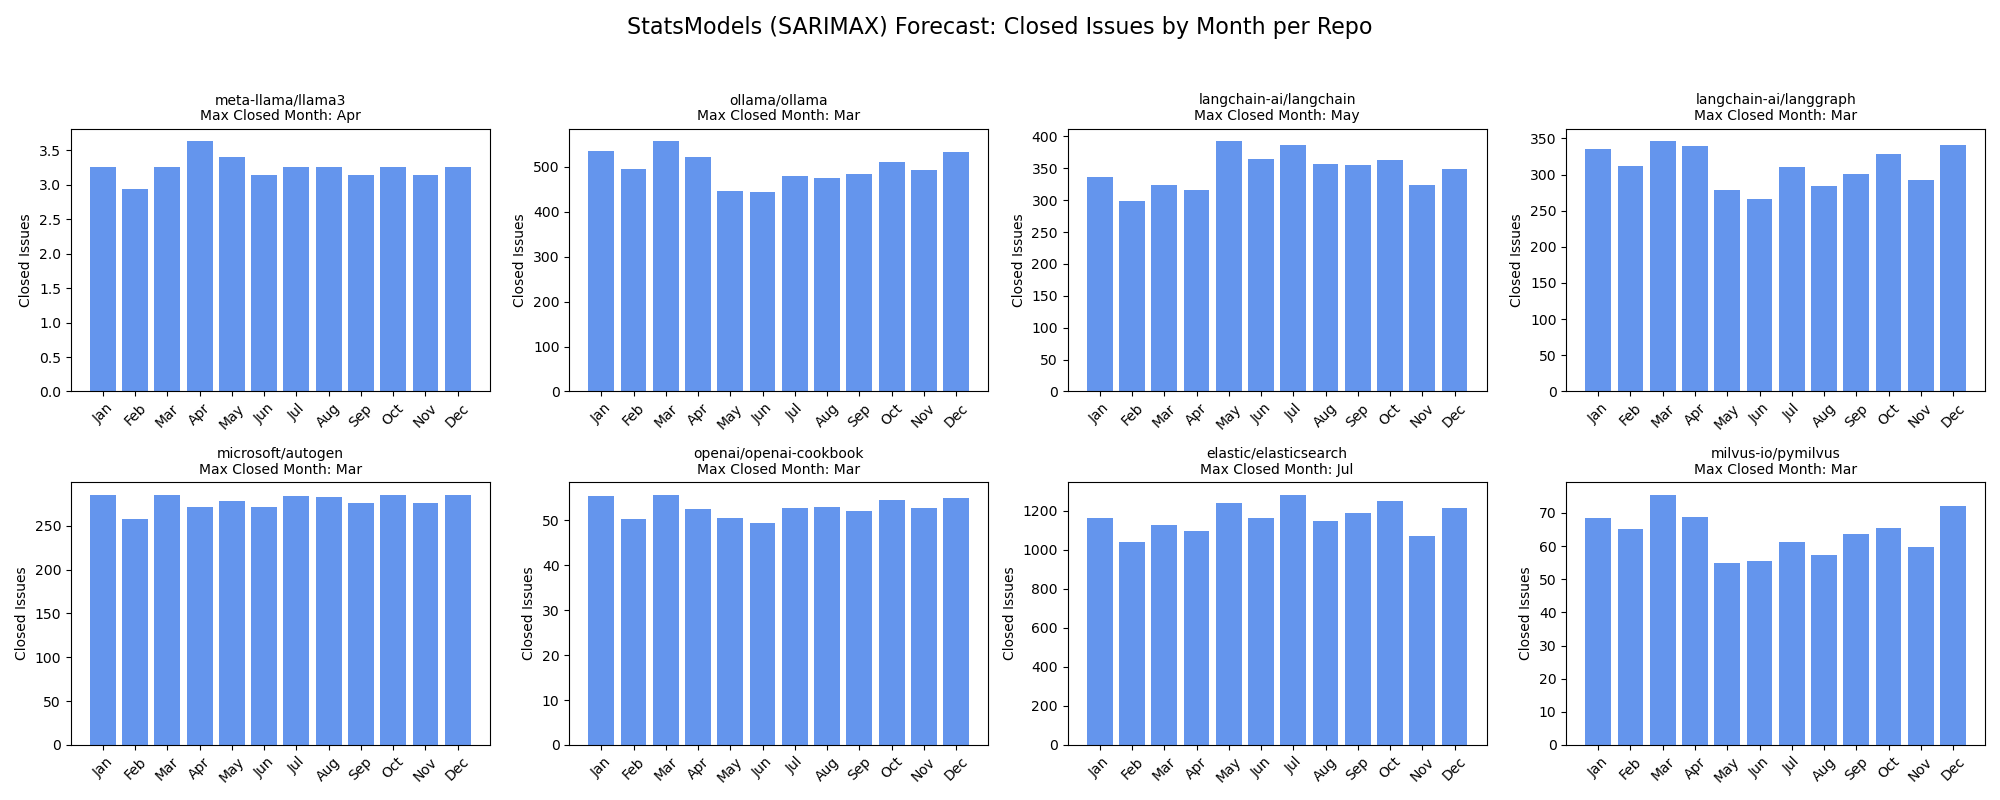 StatsModels (SARIMAX) Forecast: Closed Issues by Month per Repo
meta-llama/llama3
Max Closed Month: Apr
Closed Issues
3.5
3.0
2.5
2.0
1.5
1.0
0.5
0.0
Jan Feb Mar Apr May Jun Jul Aug Sep Oct Nov Dec
ollama/ollama
Max Closed Month: Mar
Closed Issues
500
400
300
200
100
0
Jan Feb Mar Apr May Jun Jul Aug Sep Oct Nov Dec
langchain-ai/langchain
Max Closed Month: May
Closed Issues
400
350
300
250
200
150
100
50
0
Jan Feb Mar Apr May Jun Jul Aug Sep Oct Nov Dec
langchain-ai/langgraph
Max Closed Month: Mar
Closed Issues
350
300
250
200
150
100
50
0
Jan Feb Mar Apr May Jun Jul Aug Sep Oct Nov Dec
microsoft/autogen
Max Closed Month: Mar
Closed Issues
250
200
150
100
50
0
Jan Feb Mar Apr May Jun Jul Aug Sep Oct Nov Dec
openai/openai-cookbook
Max Closed Month: Mar
Closed Issues
50
40
30
20
10
0
Jan Feb Mar Apr May Jun Jul Aug Sep Oct Nov Dec
elastic/elasticsearch
Max Closed Month: Jul
Closed Issues
1200
1000
800
600
400
200
0
Jan Feb Mar Apr May Jun Jul Aug Sep Oct Nov Dec
milvus-io/pymilvus
Max Closed Month: Mar
Closed Issues
70
60
50
40
30
20
10
0
Jan Feb Mar Apr May Jun Jul Aug Sep Oct Nov Dec